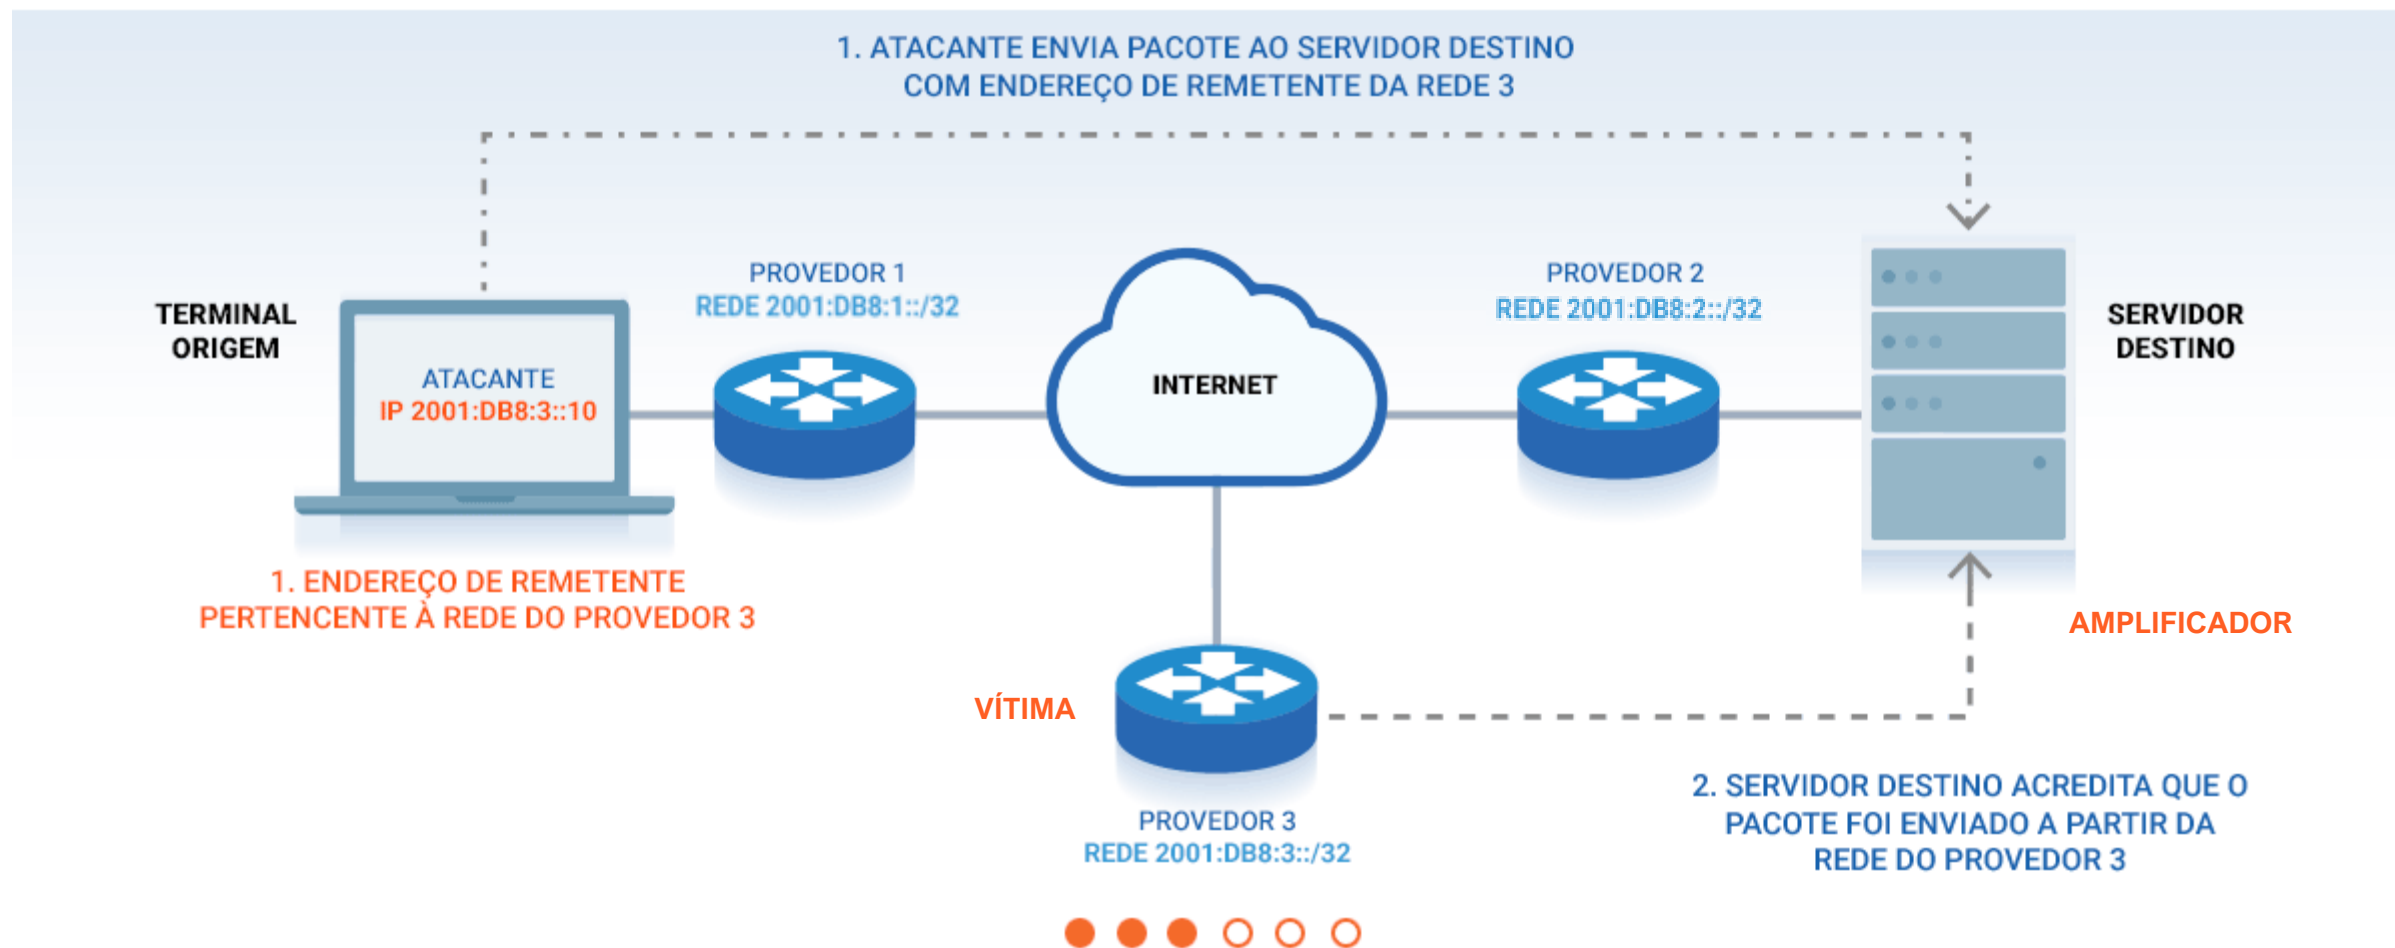 1. ATACANTE ENVIA PACOTE AO SERVIDOR DESTINO
COM ENDEREÇO DE REMETENTE DA REDE 3
PROVEDOR 1
REDE 2001:DB8:1::/32
PROVEDOR 2
REDE 2001:DB8:2::/32
TERMINAL
ORIGEM
ATACANTE
IP 2001:DB8:3::10
INTERNET
SERVIDOR
DESTINO
1. ENDEREÇO DE REMETENTE
PERTENCENTE À REDE DO PROVEDOR 3
AMPLIFICADOR
VÍTIMA
PROVEDOR 3
REDE 2001:DB8:3::/32
2. SERVIDOR DESTINO ACREDITA QUE O
PACOTE FOI ENVIADO A PARTIR DA
REDE DO PROVEDOR 3